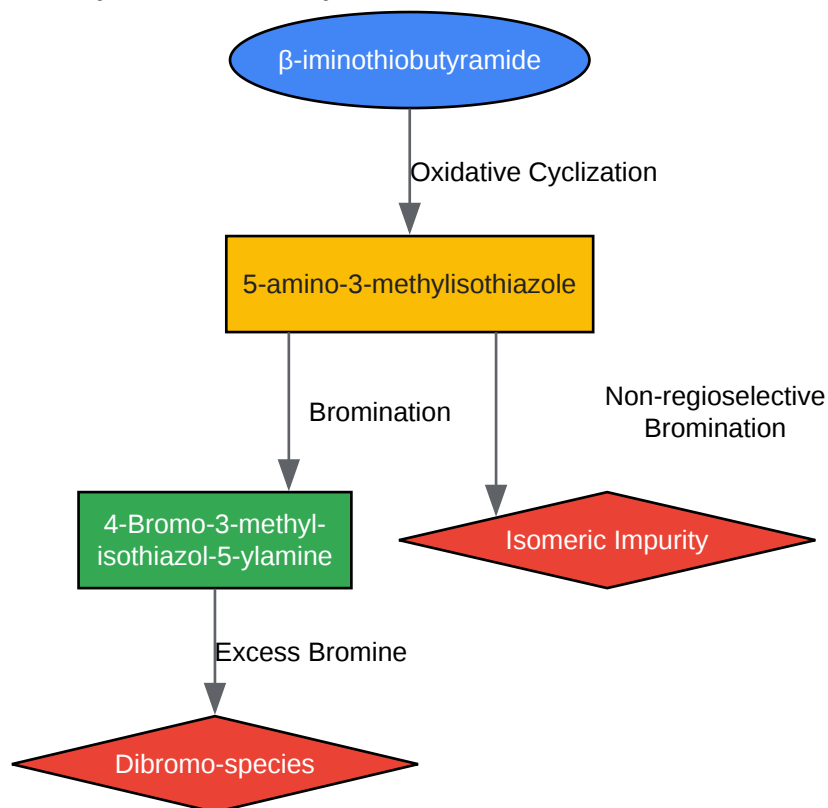 β-iminothiobutyramide
Oxidative Cyclization
5-amino-3-methylisothiazole
Bromination
Non-regioselective
Bromination
4-Bromo-3-methyl-
isothiazol-5-ylamine
Isomeric Impurity
Excess Bromine
Dibromo-species